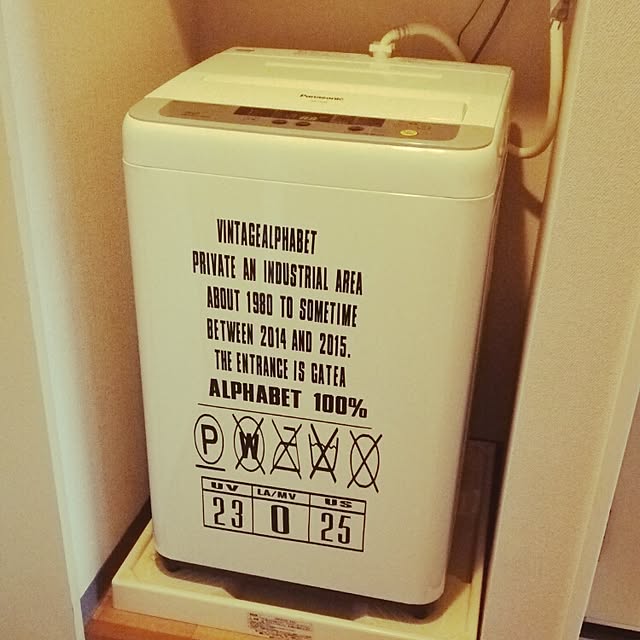 Panasonic
VINTAGEALPHABET
PRIVATE AN INDUSTRIAL AREA
ABOUT 1980 TO SOMETIME
BETWEEN 2014 AND 2015.
THE ENTRANCE IS GATEA
ALPHABET 100%
P W
UV LA/MV US
23 0 25